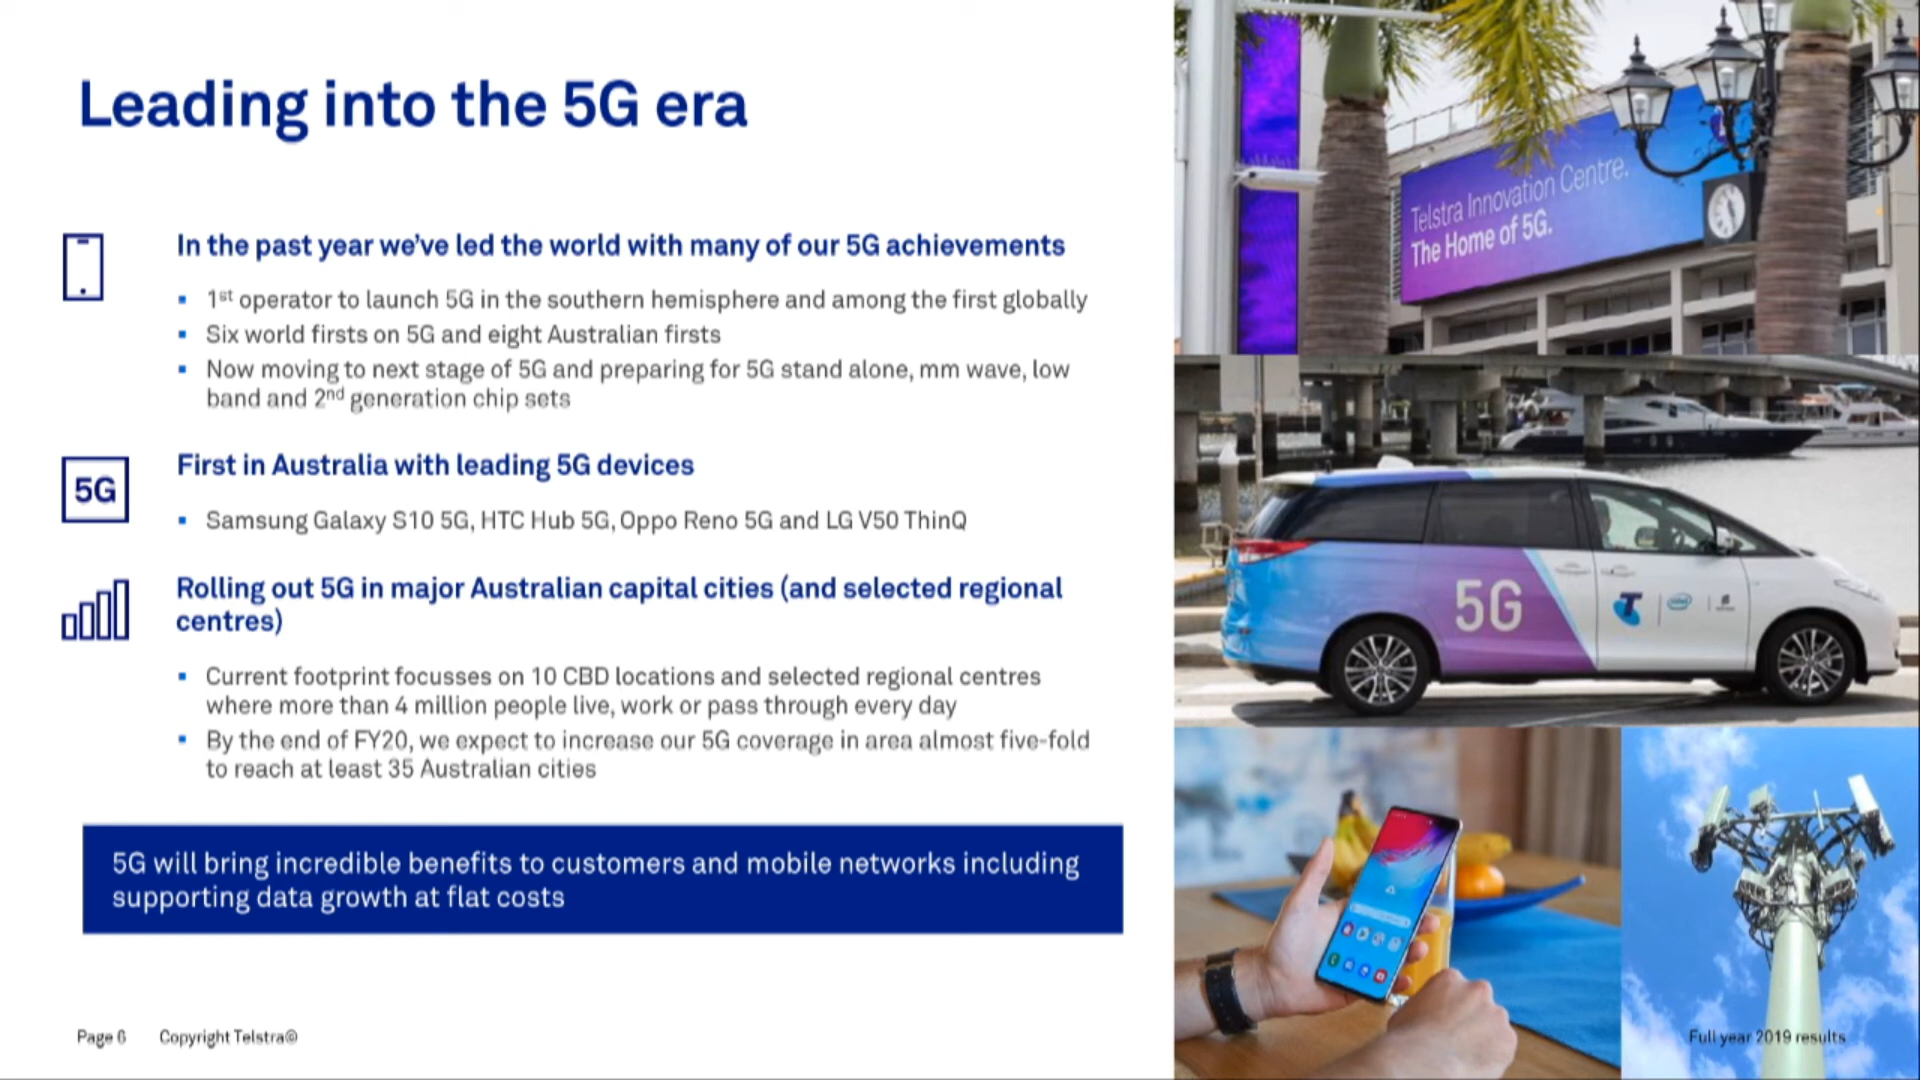 Leading into the 5G era
In the past year we've led the world with many of our 5G achievements
1st operator to launch 5G in the southern hemisphere and among the first globally
Six world firsts on 5G and eight Australian firsts
Now moving to next stage of 5G and preparing for 5G stand alone, mm wave, low
band and 2nd generation chip sets
5G
First in Australia with leading 5G devices
Samsung Galaxy S10 5G, HTC Hub 5G, Oppo Reno 5G and LG V50 ThinQ
Rolling out 5G in major Australian capital cities (and selected regional
centres)
Current footprint focusses on 10 CBD locations and selected regional centres
where more than 4 million people live, work or pass through every day
By the end of FY20, we expect to increase our 5G coverage in area almost five-fold
to reach at least 35 Australian cities
5G will bring incredible benefits to customers and mobile networks including
supporting data growth at flat costs
Page 6 Copyright Telstra©
Telstra Innovation Centre.
The Home of 5G.
5G
T
intel
Full year 2019 results